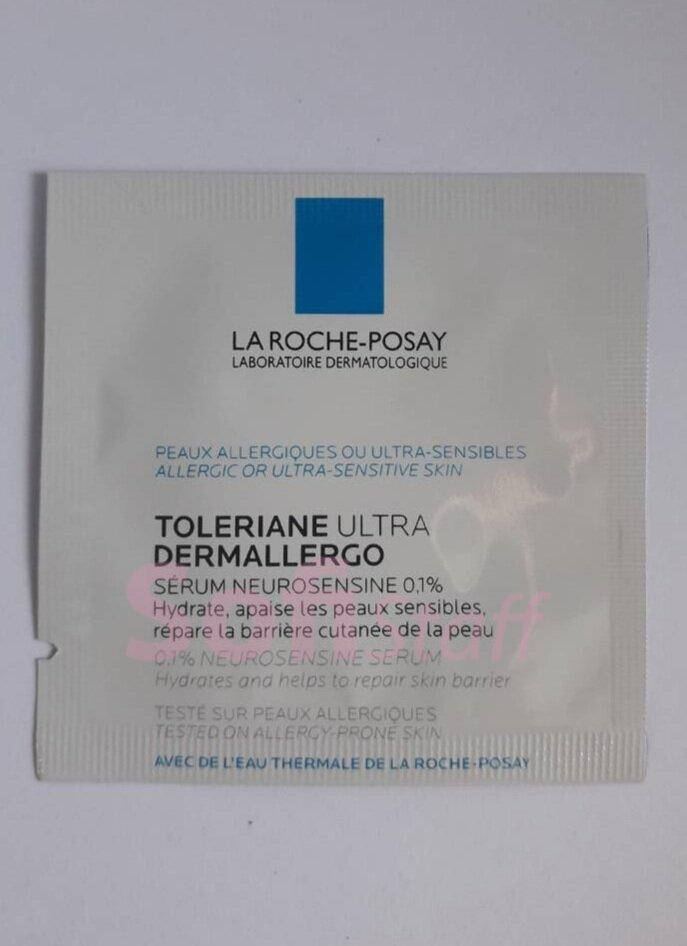 LA ROCHE-POSAY
LABORATOIRE DERMATOLOGIQUE
PEAUX ALLERGIQUES OU ULTRA-SENSIBLES
ALLERGIC OR ULTRA-SENSITIVE SKIN
TOLERIANE ULTRA
DERMALLERGO
SÉRUM NEUROSENSINE 0,1%
Hydrate, apaise les peaux sensibles,
répare la barrière cutanée de la peau
0,1% NEUROSENSINE SERUM
Hydrates and helps to repair skin barrier
TESTÉ SUR PEAUX ALLERGIQUES
TESTED ON ALLERGY-PRONE SKIN
AVEC DE L'EAU THERMALE DE LA ROCHE-POSAY